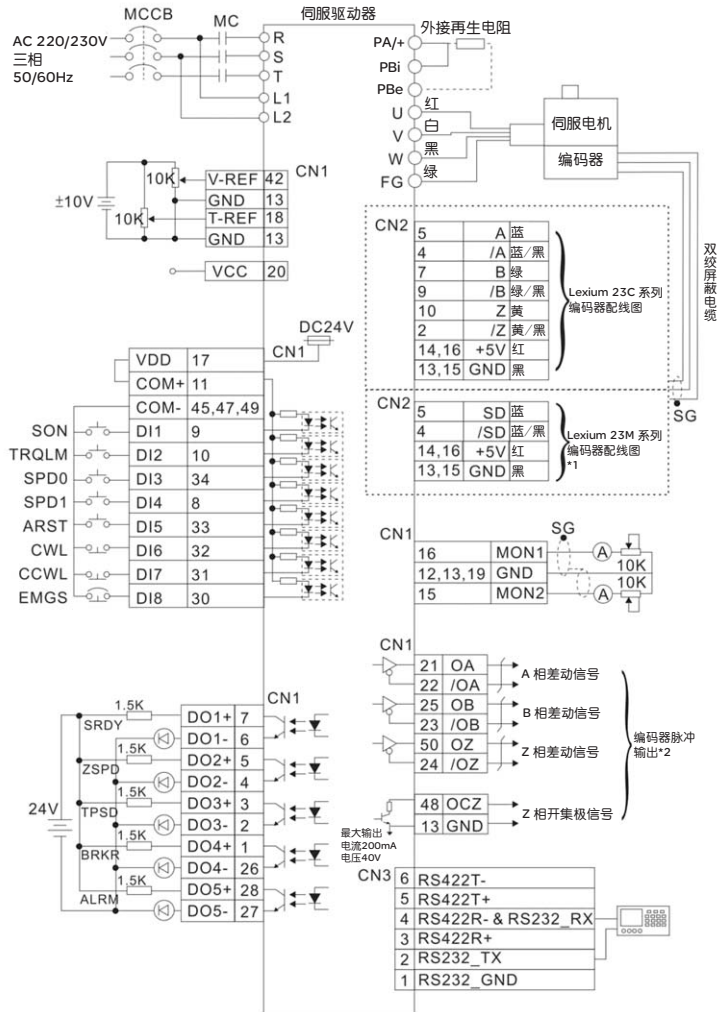 MCCB
MC
伺服驱动器
AC 220/230V
三相
50/60Hz
R
S
T
L1
L2
PA/+
外接再生电阻
PBi
PBe
U 红
V 白
W 黑
FG 绿
伺服电机
编码器
双绞屏蔽电缆
±10V
10K
10K
CN1
V-REF 42
GND 13
T-REF 18
GND 13
VCC 20
CN2
5 A 蓝
4 /A 蓝/黑
7 B 绿
9 /B 绿/黑
10 Z 黄
2 /Z 黄/黑
14,16 +5V 红
13,15 GND 黑
Lexium 23C 系列
编码器配线图
CN2
5 SD 蓝
4 /SD 蓝/黑
14,16 +5V 红
13,15 GND 黑
Lexium 23M 系列
编码器配线图
*1
SG
DC24V
CN1
VDD 17
COM+ 11
COM- 45,47,49
SON DI1 9
TRQLM DI2 10
SPD0 DI3 34
SPD1 DI4 8
ARST DI5 33
CWL DI6 32
CCWL DI7 31
EMGS DI8 30
CN1
SG
16 MON1
12,13,19 GND
15 MON2
A
10K
10K
A
CN1
21 OA
22 /OA
A 相差动信号
25 OB
23 /OB
B 相差动信号
50 OZ
24 /OZ
Z 相差动信号
48 OCZ
13 GND
Z 相开集极信号
编码器脉冲
输出*2
最大输出
电流200mA
电压40V
CN1
24V
1.5K
SRDY
DO1+ 7
DO1- 6
1.5K
ZSPD
DO2+ 5
DO2- 4
1.5K
TPSD
DO3+ 3
DO3- 2
1.5K
BRKR
DO4+ 1
DO4- 26
1.5K
ALRM
DO5+ 28
DO5- 27
CN3
6 RS422T-
5 RS422T+
4 RS422R- & RS232_RX
3 RS422R+
2 RS232_TX
1 RS232_GND